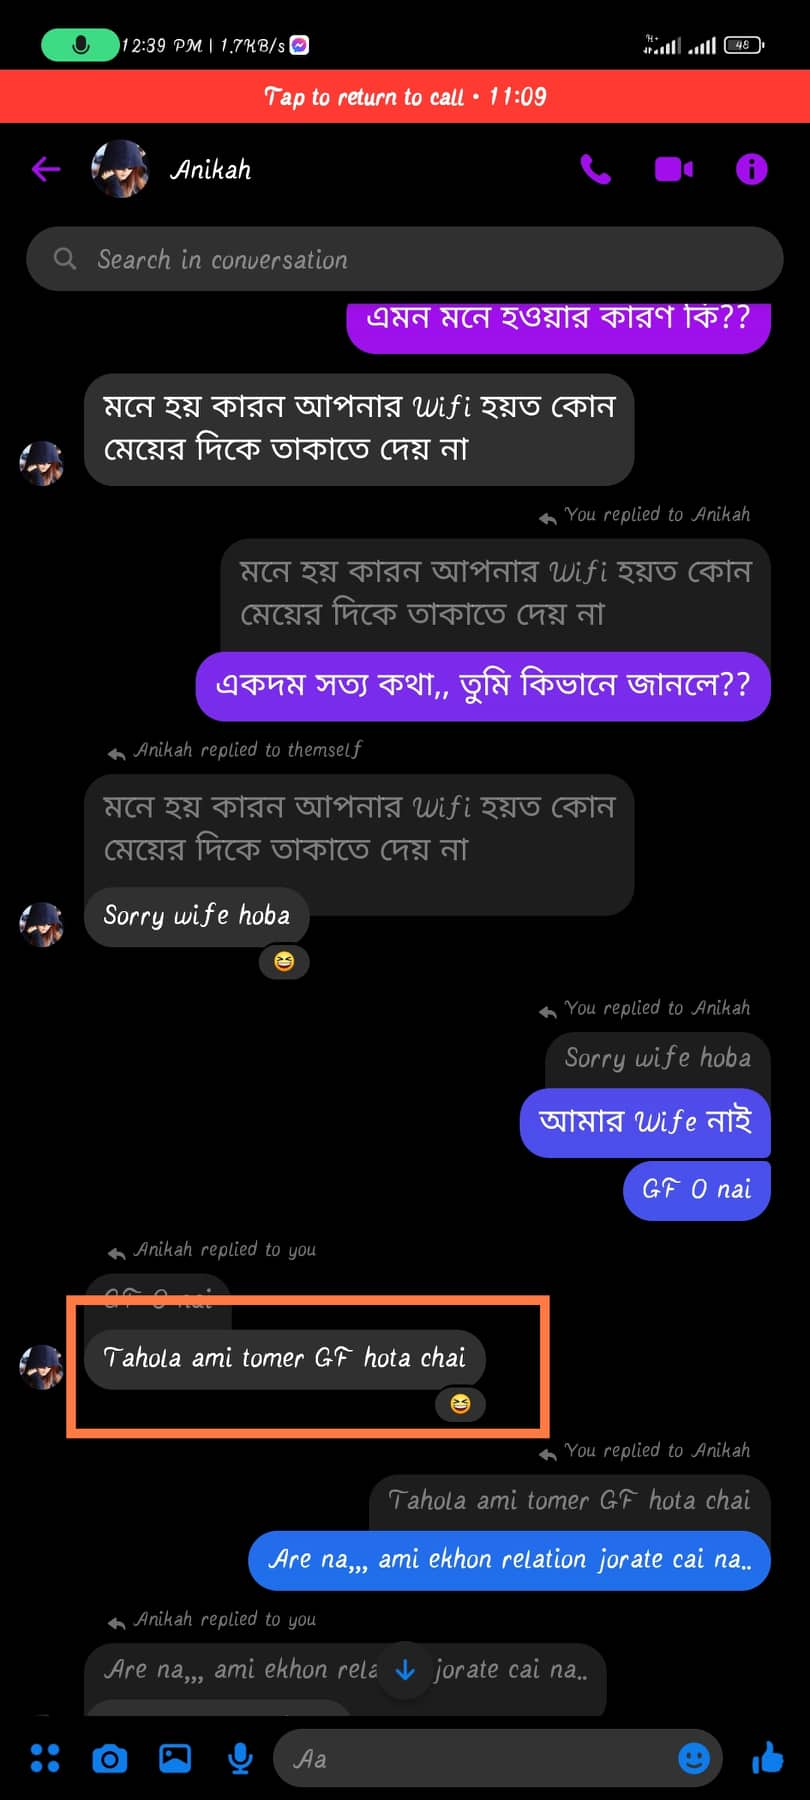 12:39 PM | 1.7KB/s
48
Tap to return to call • 11:09
Anikah
Search in conversation
এমন মনে হওয়ার কারণ কি??
মনে হয় কারন আপনার Wifi হয়ত কোন
মেয়ের দিকে তাকাতে দেয় না
You replied to Anikah
মনে হয় কারন আপনার Wifi হয়ত কোন
মেয়ের দিকে তাকাতে দেয় না
একদম সত্য কথা,, তুমি কিভানে জানলে??
Anikah replied to themself
মনে হয় কারন আপনার Wifi হয়ত কোন
মেয়ের দিকে তাকাতে দেয় না
Sorry wife hoba
You replied to Anikah
Sorry wife hoba
আমার Wife নাই
GF O nai
Anikah replied to you
GF O nai
Tahola ami tomer GF hota chai
You replied to Anikah
Tahola ami tomer GF hota chai
Are na,,, ami ekhon relation jorate cai na..
Anikah replied to you
Are na,,, ami ekhon rela jorate cai na..
Aa